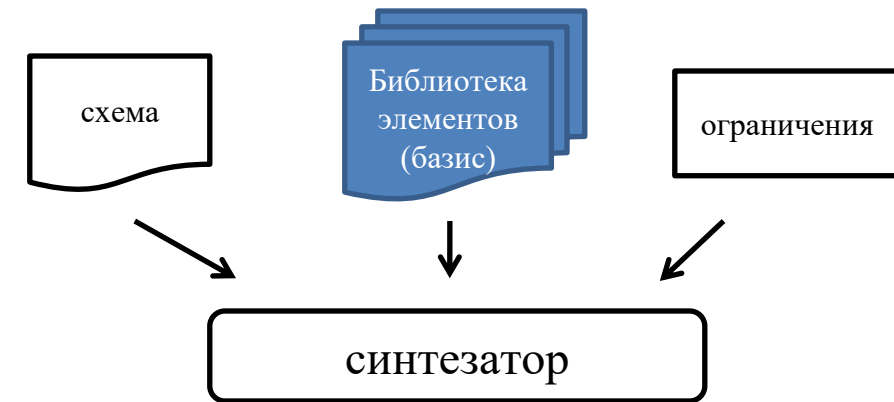 схема
Библиотека
элементов
(базис)
ограничения
синтезатор